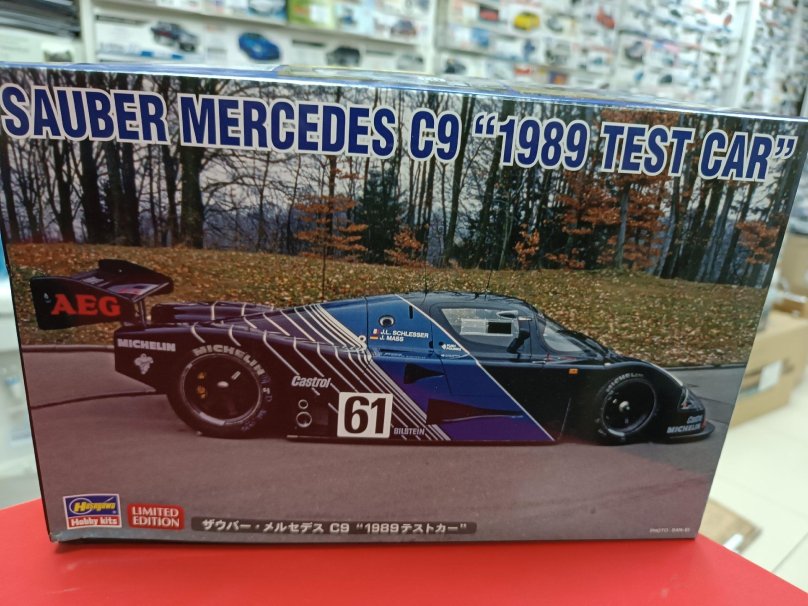 SAUBER MERCEDES C9 “1989 TEST CAR”
AEG
MICHELIN
MICHELIN
J.L. SCHLESSER
J. MASS
Castrol
61
BILSTEIN
Castrol
MICHELIN
Hasegawa
Hobby kits
LIMITED
EDITION
ザウバー・メルセデス C9 “1989テストカー”